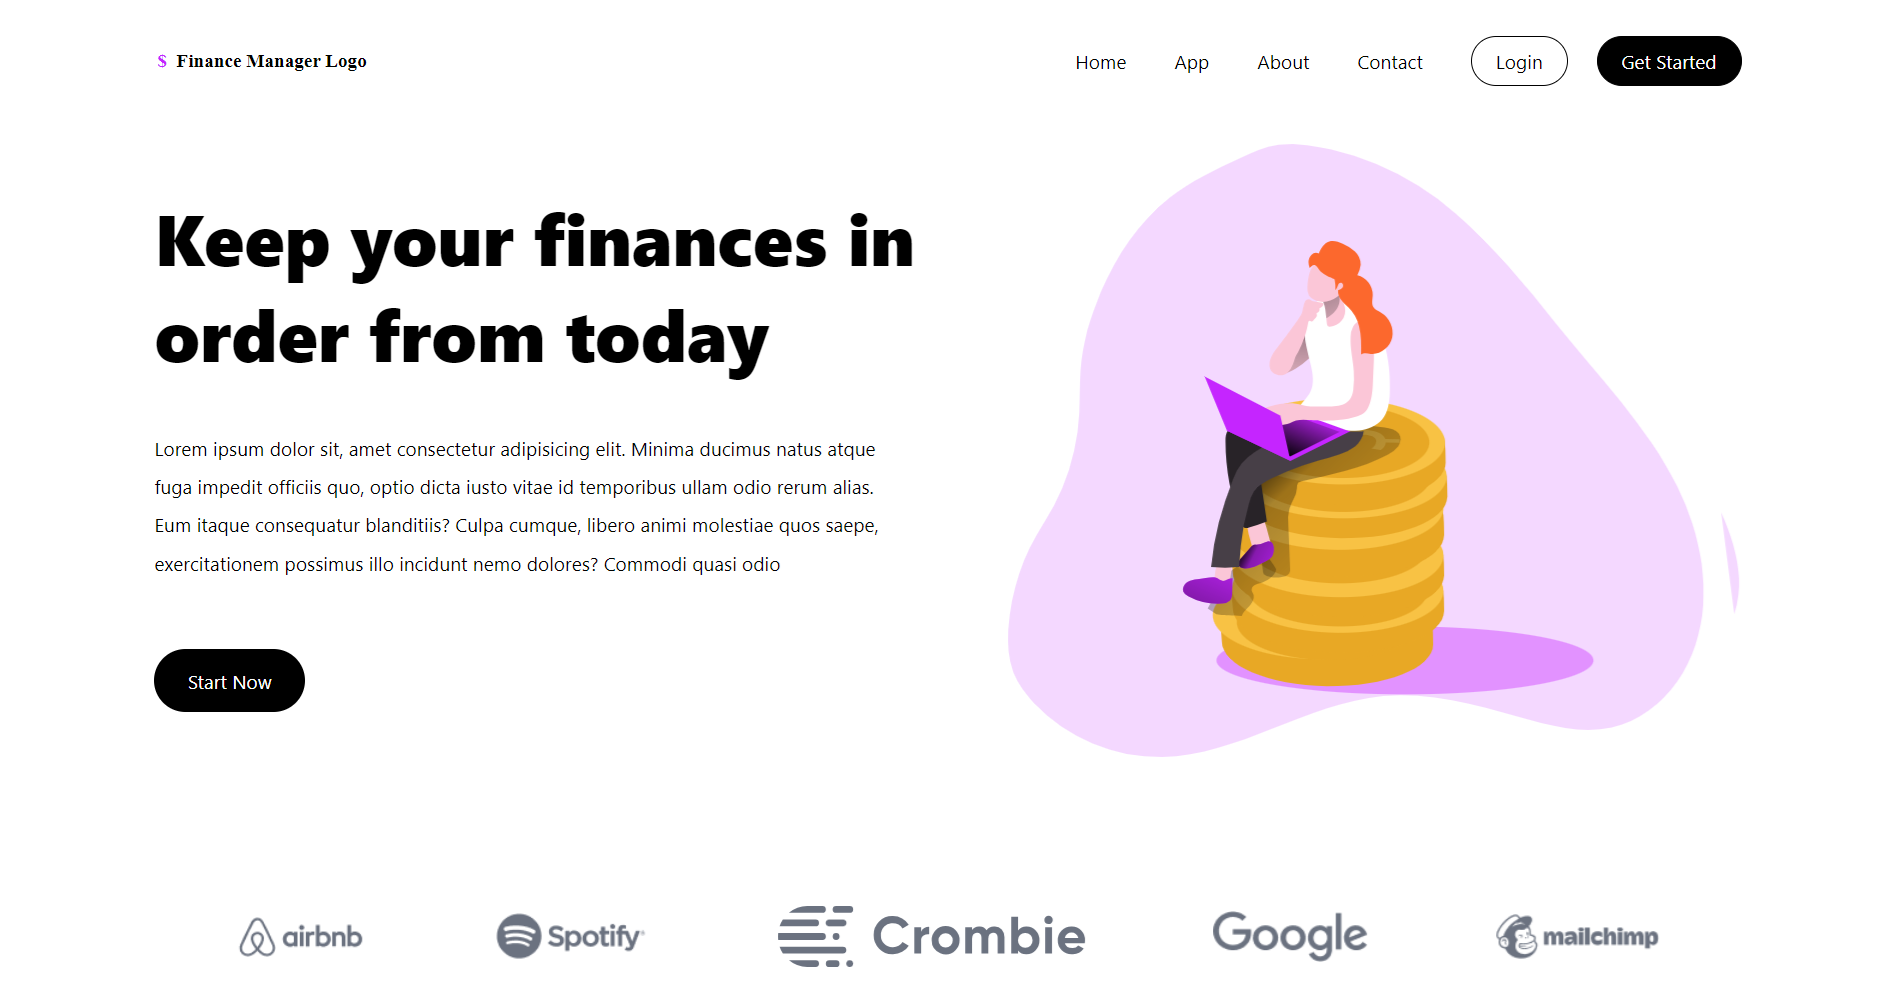 $ Finance Manager Logo
Home App About Contact Login Get Started
Keep your finances in
order from today
Lorem ipsum dolor sit, amet consectetur adipisicing elit. Minima ducimus natus atque
fuga impedit officiis quo, optio dicta iusto vitae id temporibus ullam odio rerum alias.
Eum itaque consequatur blanditiis? Culpa cumque, libero animi molestiae quos saepe,
exercitationem possimus illo incidunt nemo dolores? Commodi quasi odio
Start Now
airbnb Spotify Crombie Google mailchimp